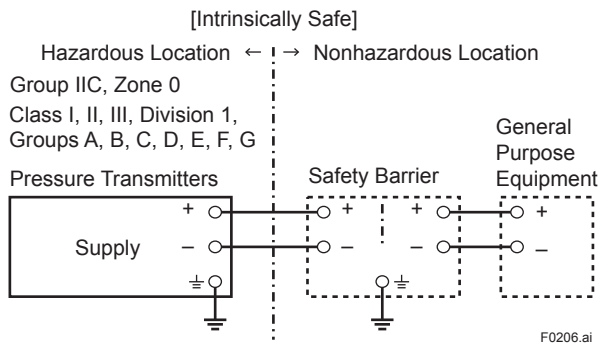 [Intrinsically Safe]
Hazardous Location ← → Nonhazardous Location
Group IIC, Zone 0
Class I, II, III, Division 1,
Groups A, B, C, D, E, F, G
General
Purpose
Equipment
Pressure Transmitters
Safety Barrier
+ + + +
Supply
– – – –
F0206.ai